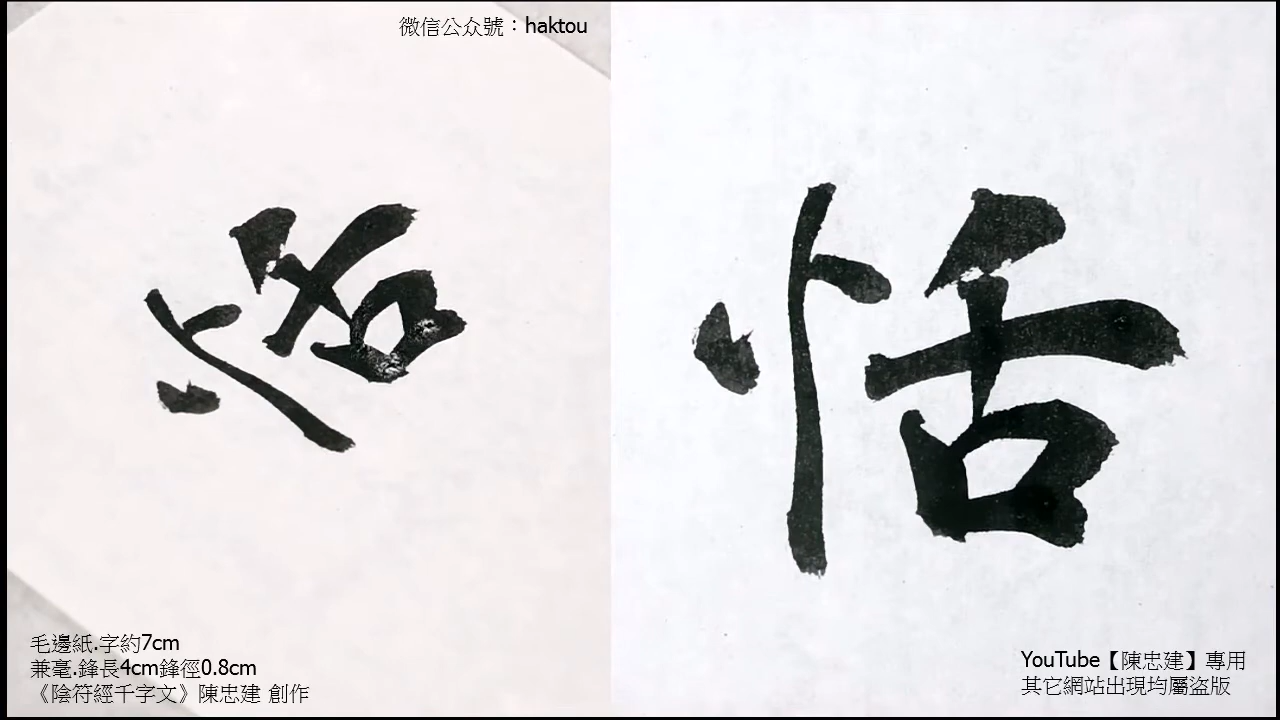 微信公众號：haktou
恬
恬
毛邊紙.字約7cm
兼毫.鋒長4cm鋒徑0.8cm
《陰符經千字文》陳忠建 創作
YouTube【陳忠建】專用
其它網站出現均屬盜版